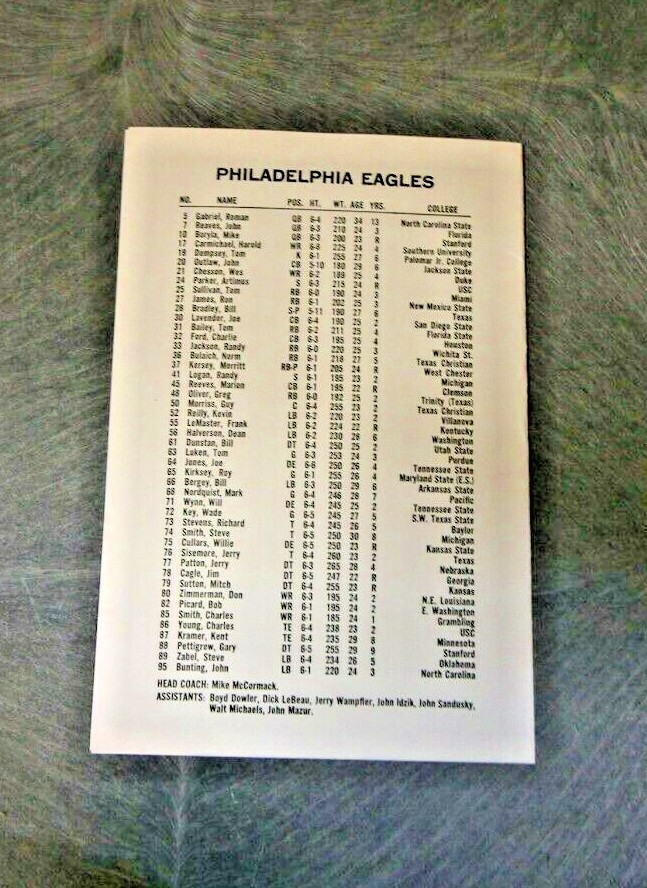 PHILADELPHIA EAGLES
NO. NAME POS. HT. WT. AGE YRS. COLLEGE
5 Gabriel, Roman QB 6-4 220 34 13 North Carolina State
7 Reaves, John QB 6-3 210 24 3 Florida
10 Boryla, Mike QB 6-3 200 23 R Stanford
17 Carmichael, Harold WR 6-8 225 24 4 Southern University
18 Dempsey, Tom K 6-1 255 27 6 Palomar Jr. College
20 Outlaw, John CB 5-10 180 29 6 Jackson State
21 Chesson, Wes WR 6-2 189 25 4 Duke
24 Parker, Artimus S 6-3 215 24 R USC
25 Sullivan, Tom RB 6-0 190 24 3 Miami
27 James, Ron RB 6-1 202 25 3 New Mexico State
28 Bradley, Bill S-P 5-11 190 27 6 Texas
30 Lavender, Joe CB 6-4 190 25 2 San Diego State
31 Bailey, Tom RB 6-2 211 25 4 Florida State
32 Ford, Charlie CB 6-3 195 25 4 Houston
33 Jackson, Randy RB 6-0 220 25 3 Wichita St.
36 Bulaich, Norm RB 6-1 218 27 5 Texas Christian
37 Kersey, Merritt RB-P 6-1 205 24 R West Chester
41 Logan, Randy S 6-1 195 23 2 Michigan
45 Reeves, Marion CB 6-1 195 22 R Clemson
48 Oliver, Greg RB 6-0 192 25 2 Trinity (Texas)
50 Morriss, Guy C 6-4 255 23 2 Texas Christian
52 Reilly, Kevin LB 6-2 220 23 2 Villanova
55 LeMaster, Frank LB 6-2 224 22 R Kentucky
56 Halverson, Dean LB 6-2 230 28 6 Washington
61 Dunstan, Bill DT 6-4 250 25 2 Utah State
63 Luken, Tom G 6-3 253 24 3 Purdue
64 Jones, Joe DE 6-6 250 26 4 Tennessee State
65 Kirksey, Roy G 6-1 255 26 4 Maryland State (E.S.)
66 Bergey, Bill LB 6-3 250 29 6 Arkansas State
68 Nordquist, Mark G 6-4 246 28 7 Pacific
71 Wynn, Will DE 6-4 245 25 2 Tennessee State
72 Key, Wade G 6-5 245 27 5 S.W. Texas State
73 Stevens, Richard T 6-4 245 26 5 Baylor
74 Smith, Steve T 6-5 250 30 8 Michigan
75 Cullars, Willie DE 6-5 250 23 R Kansas State
76 Sisemore, Jerry T 6-4 260 23 2 Texas
77 Patton, Jerry DT 6-3 265 28 4 Nebraska
78 Cagle, Jim DT 6-5 247 22 R Georgia
79 Sutton, Mitch DT 6-4 255 23 R Kansas
80 Zimmerman, Don WR 6-3 195 24 2 N.E. Louisiana
82 Picard, Bob WR 6-1 195 24 2 E. Washington
85 Smith, Charles WR 6-1 185 24 1 Grambling
86 Young, Charles TE 6-4 238 23 2 USC
87 Kramer, Kent TE 6-4 235 29 8 Minnesota
88 Pettigrew, Gary DT 6-5 255 29 9 Stanford
89 Zabel, Steve LB 6-4 234 26 5 Oklahoma
95 Bunting, John LB 6-1 220 24 3 North Carolina
HEAD COACH: Mike McCormack.
ASSISTANTS: Boyd Dowler, Dick LeBeau, Jerry Wampfler, John Idzik, John Sandusky,
Walt Michaels, John Mazur.